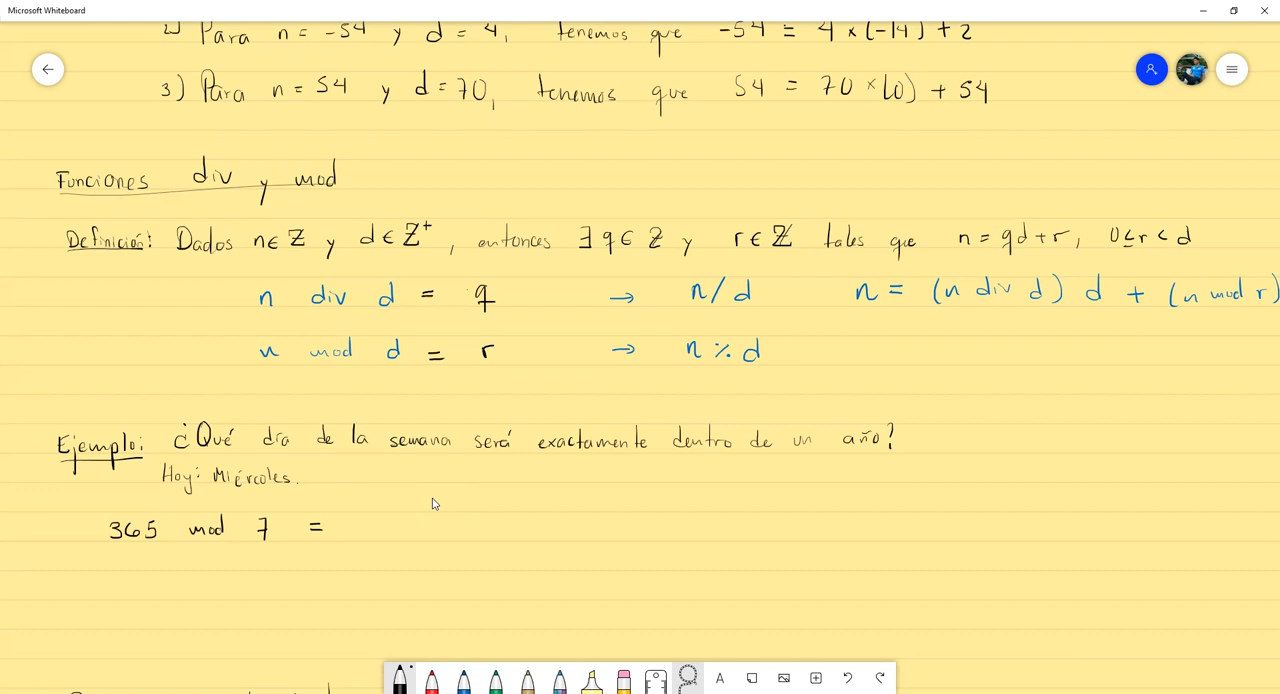 Microsoft Whiteboard
Para n = -54 y d = 4, tenemos que -54 = 4 × (-14) + 2
3) Para n = 54 y d = 70, tenemos que 54 = 70 × (0) + 54
Funciones div y mod
Definición: Dados n ∈ Z y d ∈ Z⁺, entonces ∃ q ∈ Z y r ∈ Z tales que n = qd + r, 0 ≤ r < d
n div d = q → n/d n = (n div d) d + (n mod r)
n mod d = r → n % d
Ejemplo: ¿Qué día de la semana será exactamente dentro de un año?
Hoy: Miércoles.
365 mod 7 =
A